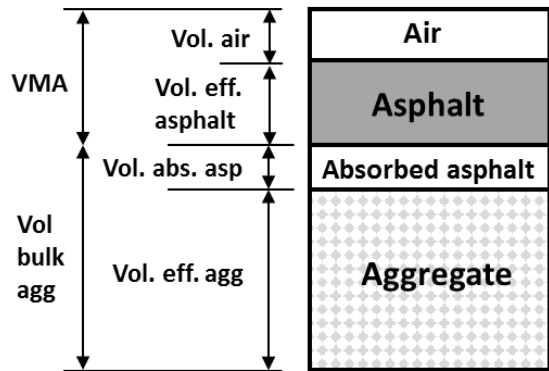 Vol. air
Air
VMA
Vol. eff.
asphalt
Asphalt
Vol. abs. asp
Absorbed asphalt
Vol
bulk
agg
Vol. eff. agg
Aggregate